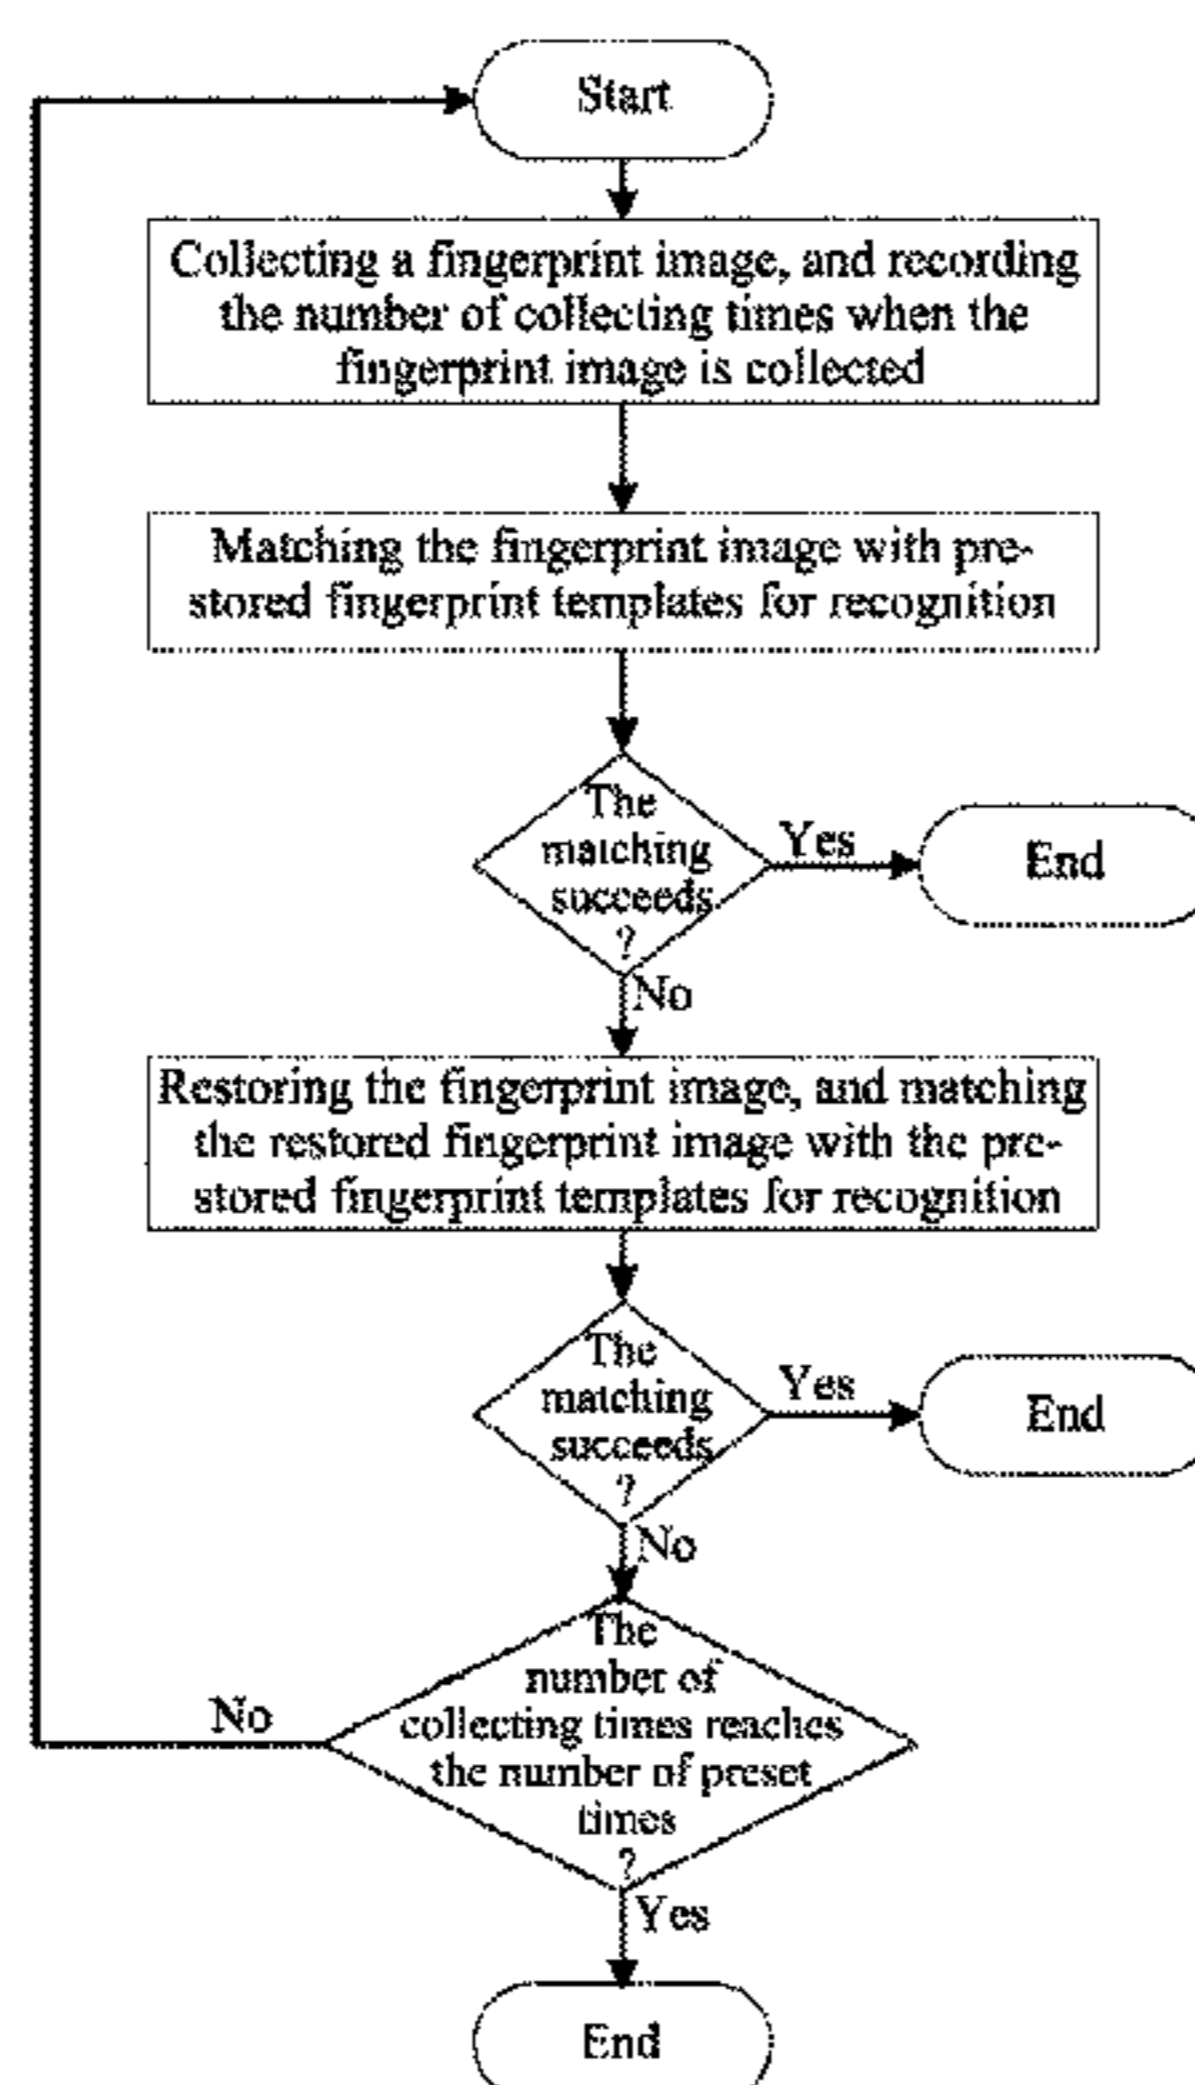 Start
Collecting a fingerprint image, and recording
the number of collecting times when the
fingerprint image is collected
Matching the fingerprint image with pre-
stored fingerprint templates for recognition
The
matching
succeeds
?
Yes
End
No
Restoring the fingerprint image, and matching
the restored fingerprint image with the pre-
stored fingerprint templates for recognition
The
matching
succeeds
?
Yes
End
No
The
number of
collecting times reaches
the number of preset
times
?
No
Yes
End